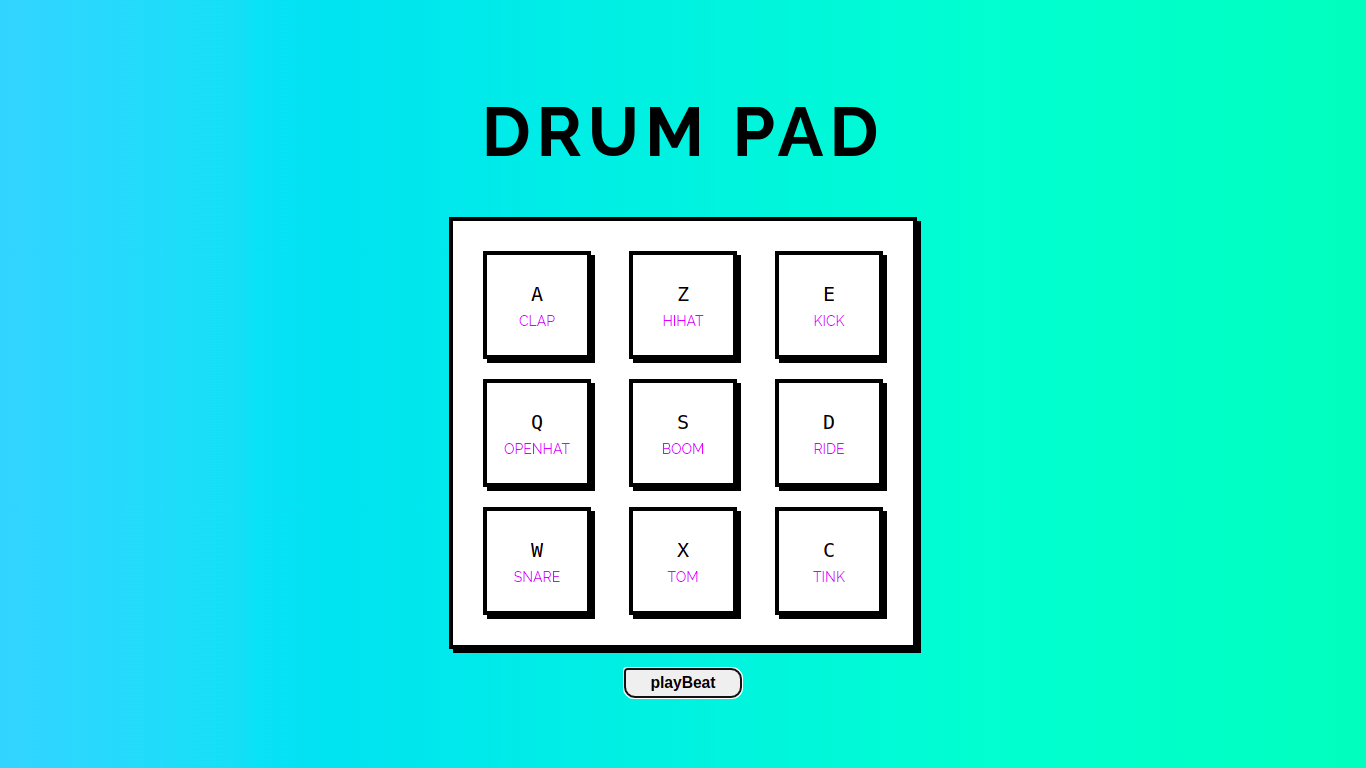 DRUM PAD
A
CLAP
Z
HIHAT
E
KICK
Q
OPENHAT
S
BOOM
D
RIDE
W
SNARE
X
TOM
C
TINK
playBeat